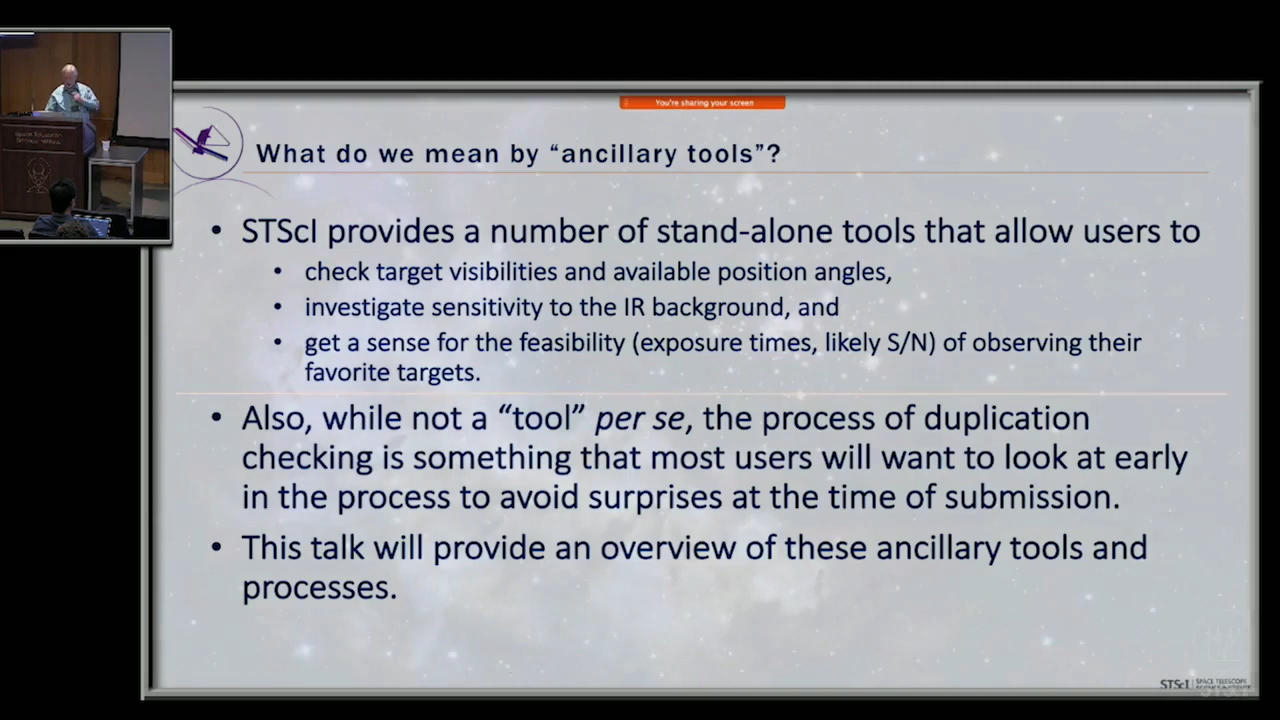 You're sharing your screen
What do we mean by “ancillary tools”?
• STScI provides a number of stand-alone tools that allow users to
• check target visibilities and available position angles,
• investigate sensitivity to the IR background, and
• get a sense for the feasibility (exposure times, likely S/N) of observing their
favorite targets.
• Also, while not a “tool” per se, the process of duplication
checking is something that most users will want to look at early
in the process to avoid surprises at the time of submission.
• This talk will provide an overview of these ancillary tools and
processes.
STScI | SPACE TELESCOPE
SCIENCE INSTITUTE